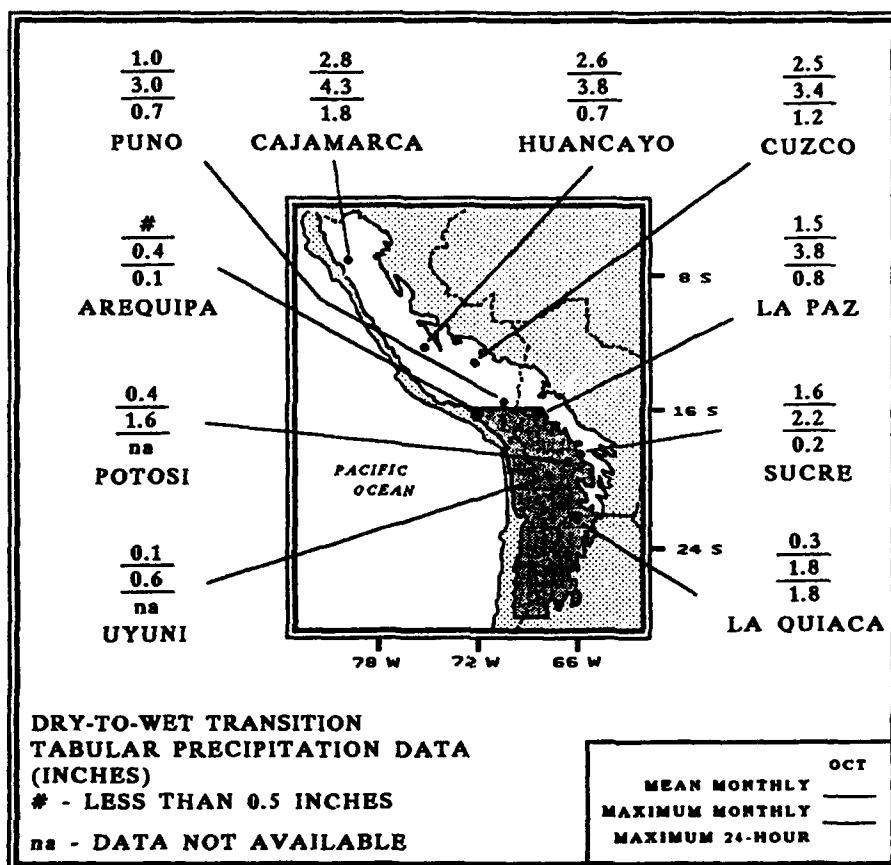 1.0
3.0
0.7
PUNO
2.8
4.3
1.8
CAJAMARCA
2.6
3.8
0.7
HUANCAYO
2.5
3.4
1.2
CUZCO
#
0.4
0.1
AREQUIPA
1.5
3.8
0.8
LA PAZ
0.4
1.6
na
POTOSI
1.6
2.2
0.2
SUCRE
0.1
0.6
na
UYUNI
0.3
1.8
1.8
LA QUIACA
PACIFIC
OCEAN
8 S
16 S
24 S
78 W 72 W 66 W
DRY-TO-WET TRANSITION
TABULAR PRECIPITATION DATA
(INCHES)
# - LESS THAN 0.5 INCHES
na - DATA NOT AVAILABLE
OCT
MEAN MONTHLY
MAXIMUM MONTHLY
MAXIMUM 24-HOUR